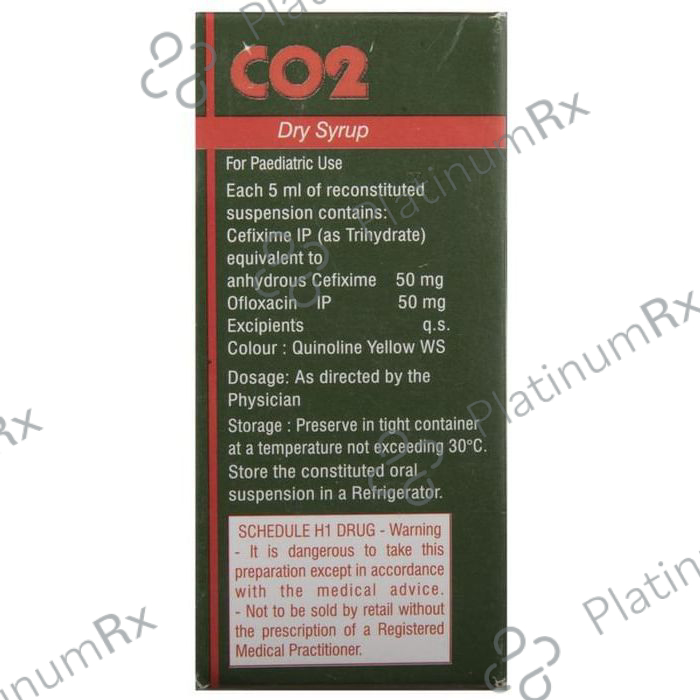 CO2
Dry Syrup
For Paediatric Use
Each 5 ml of reconstituted
suspension contains:
Cefixime IP (as Trihydrate)
equivalent to
anhydrous Cefixime 50 mg
Ofloxacin IP 50 mg
Excipients q.s.
Colour : Quinoline Yellow WS
Dosage: As directed by the
Physician
Storage : Preserve in tight container
at a temperature not exceeding 30°C.
Store the constituted oral
suspension in a Refrigerator.
SCHEDULE H1 DRUG - Warning
- It is dangerous to take this
preparation except in accordance
with the medical advice.
- Not to be sold by retail without
the prescription of a Registered
Medical Practitioner.
PlatinumRx
PlatinumRx
PlatinumRx
Rx
PlatinumRx
tinumRx